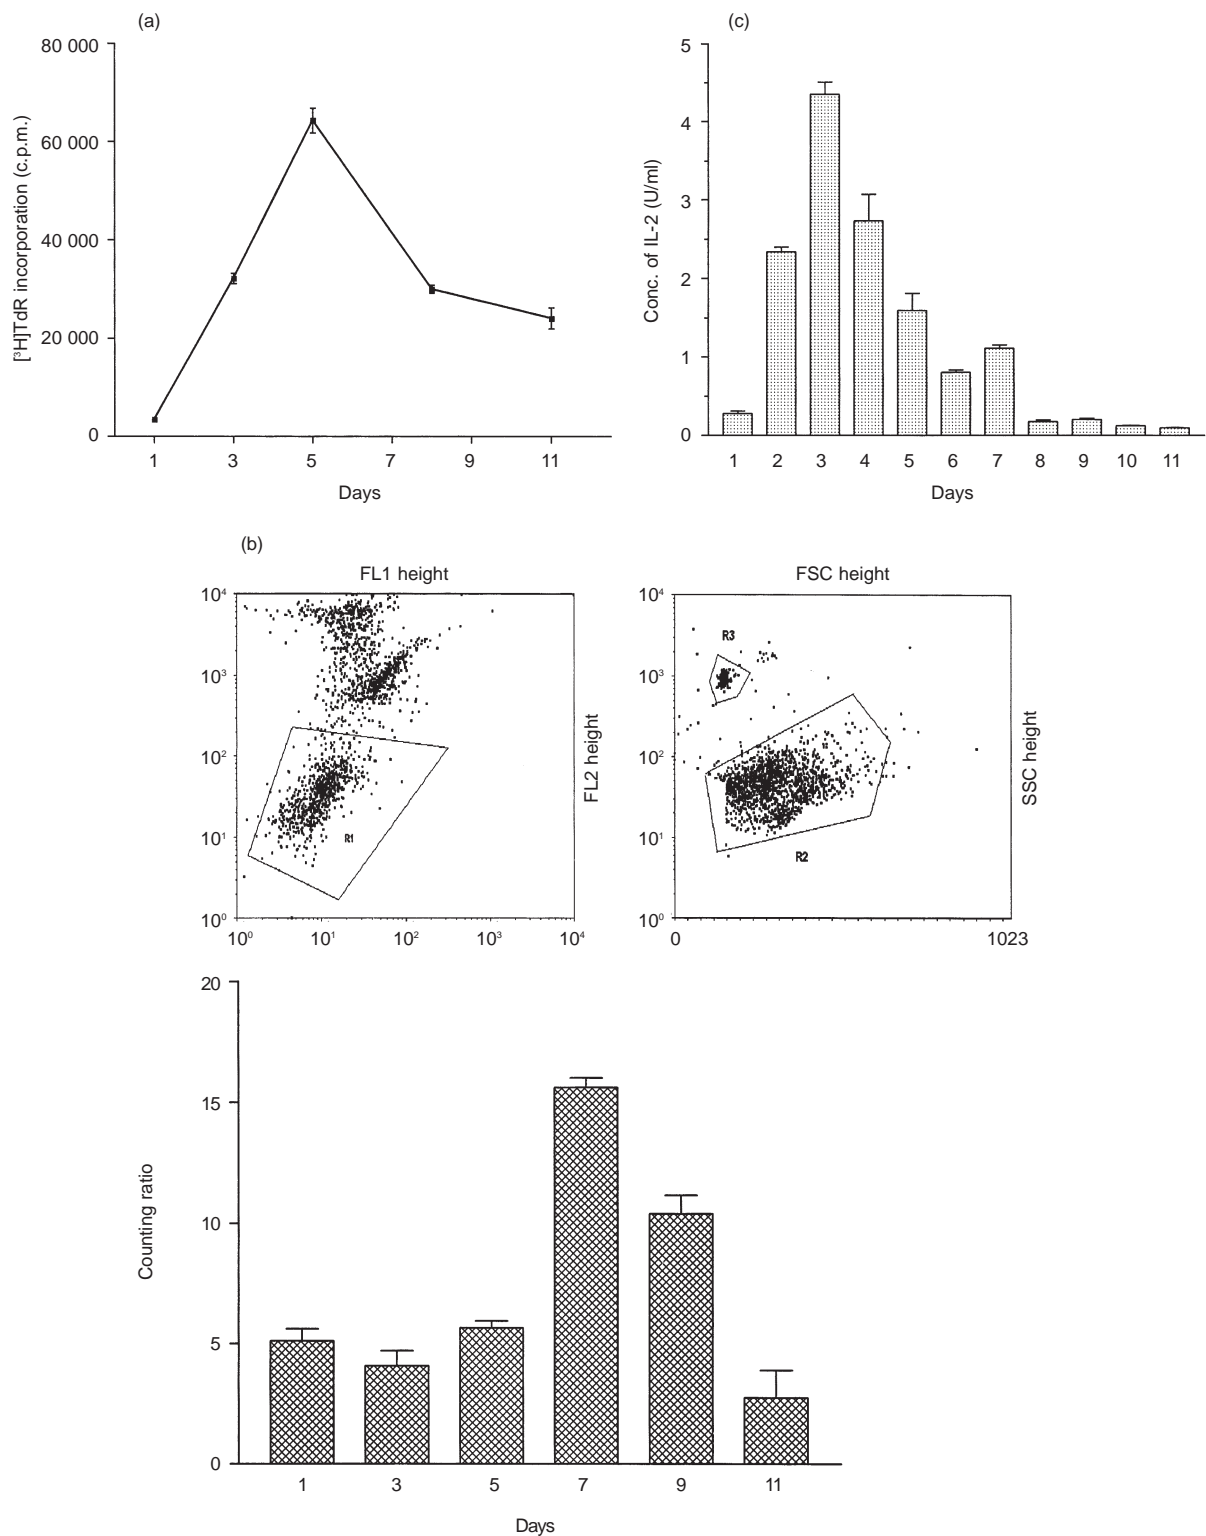 (a)
80 000
60 000
40 000
20 000
0
[³H]TdR incorporation (c.p.m.)
1 3 5 7 9 11
Days
(c)
5
4
3
2
1
0
Conc. of IL-2 (U/ml)
1 2 3 4 5 6 7 8 9 10 11
Days
(b)
FL1 height
10⁴
10³
10²
10¹
10⁰
R1
FL2 height
10⁰ 10¹ 10² 10³ 10⁴
FSC height
10⁴
10³
10²
10¹
10⁰
R3
R2
SSC height
0 1023
20
15
10
5
0
Counting ratio
1 3 5 7 9 11
Days